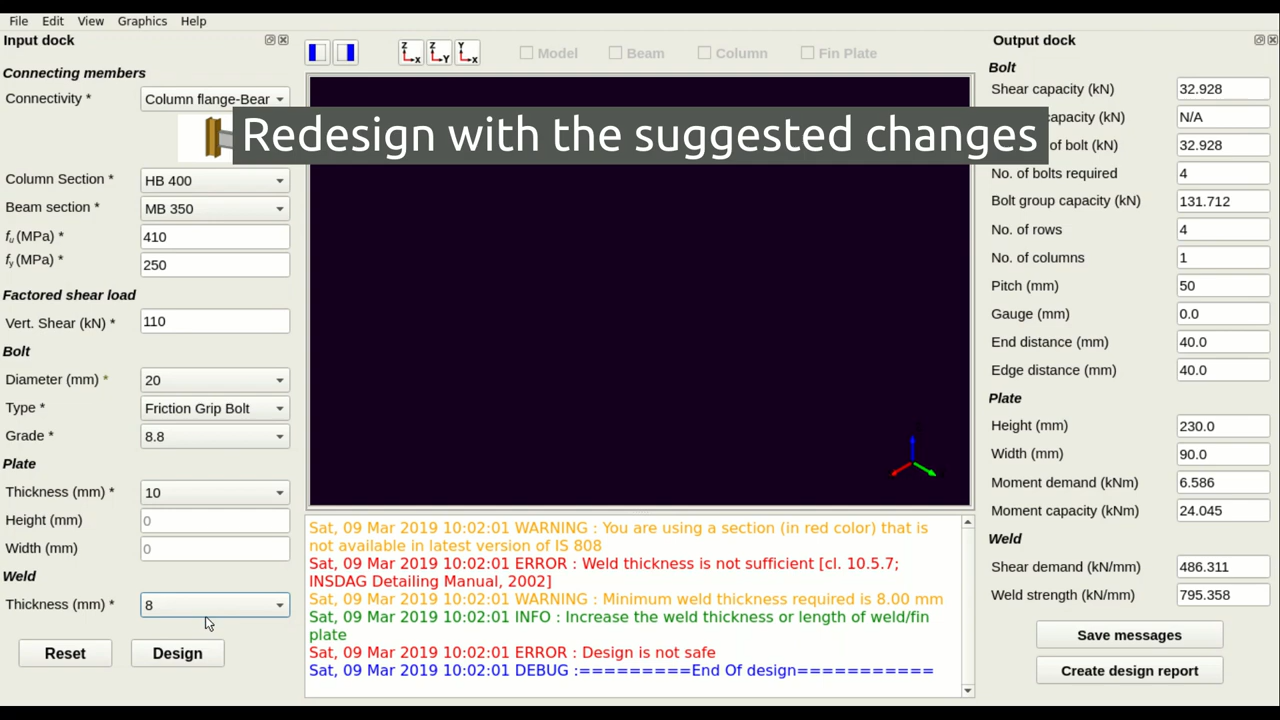 File Edit View Graphics Help
Input dock
Connecting members
Connectivity * Column flange-Bear
Column Section * HB 400
Beam section * MB 350
fu (MPa) * 410
fy (MPa) * 250
Factored shear load
Vert. Shear (kN) * 110
Bolt
Diameter (mm) * 20
Type * Friction Grip Bolt
Grade * 8.8
Plate
Thickness (mm) * 10
Height (mm) 0
Width (mm) 0
Weld
Thickness (mm) * 8
Reset Design
Z x Z Y Y x
Model Beam Column Fin Plate
Redesign with the suggested changes
Sat, 09 Mar 2019 10:02:01 WARNING : You are using a section (in red color) that is
not available in latest version of IS 808
Sat, 09 Mar 2019 10:02:01 ERROR : Weld thickness is not sufficient [cl. 10.5.7;
INSDAG Detailing Manual, 2002]
Sat, 09 Mar 2019 10:02:01 WARNING : Minimum weld thickness required is 8.00 mm
Sat, 09 Mar 2019 10:02:01 INFO : Increase the weld thickness or length of weld/fin
plate
Sat, 09 Mar 2019 10:02:01 ERROR : Design is not safe
Sat, 09 Mar 2019 10:02:01 DEBUG :=========End Of design===========
Output dock
Bolt
Shear capacity (kN) 32.928
capacity (kN) N/A
of bolt (kN) 32.928
No. of bolts required 4
Bolt group capacity (kN) 131.712
No. of rows 4
No. of columns 1
Pitch (mm) 50
Gauge (mm) 0.0
End distance (mm) 40.0
Edge distance (mm) 40.0
Plate
Height (mm) 230.0
Width (mm) 90.0
Moment demand (kNm) 6.586
Moment capacity (kNm) 24.045
Weld
Shear demand (kN/mm) 486.311
Weld strength (kN/mm) 795.358
Save messages
Create design report